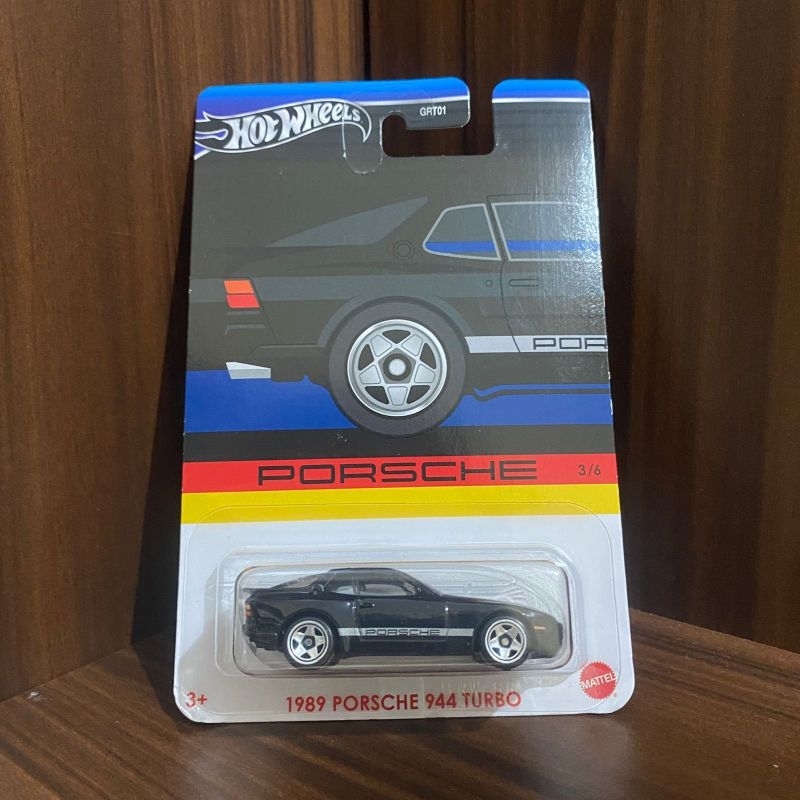 HOT WHEELS
GRT01
POR
PORSCHE 3/6
PORSCHE
3+
1989 PORSCHE 944 TURBO
MATTEL